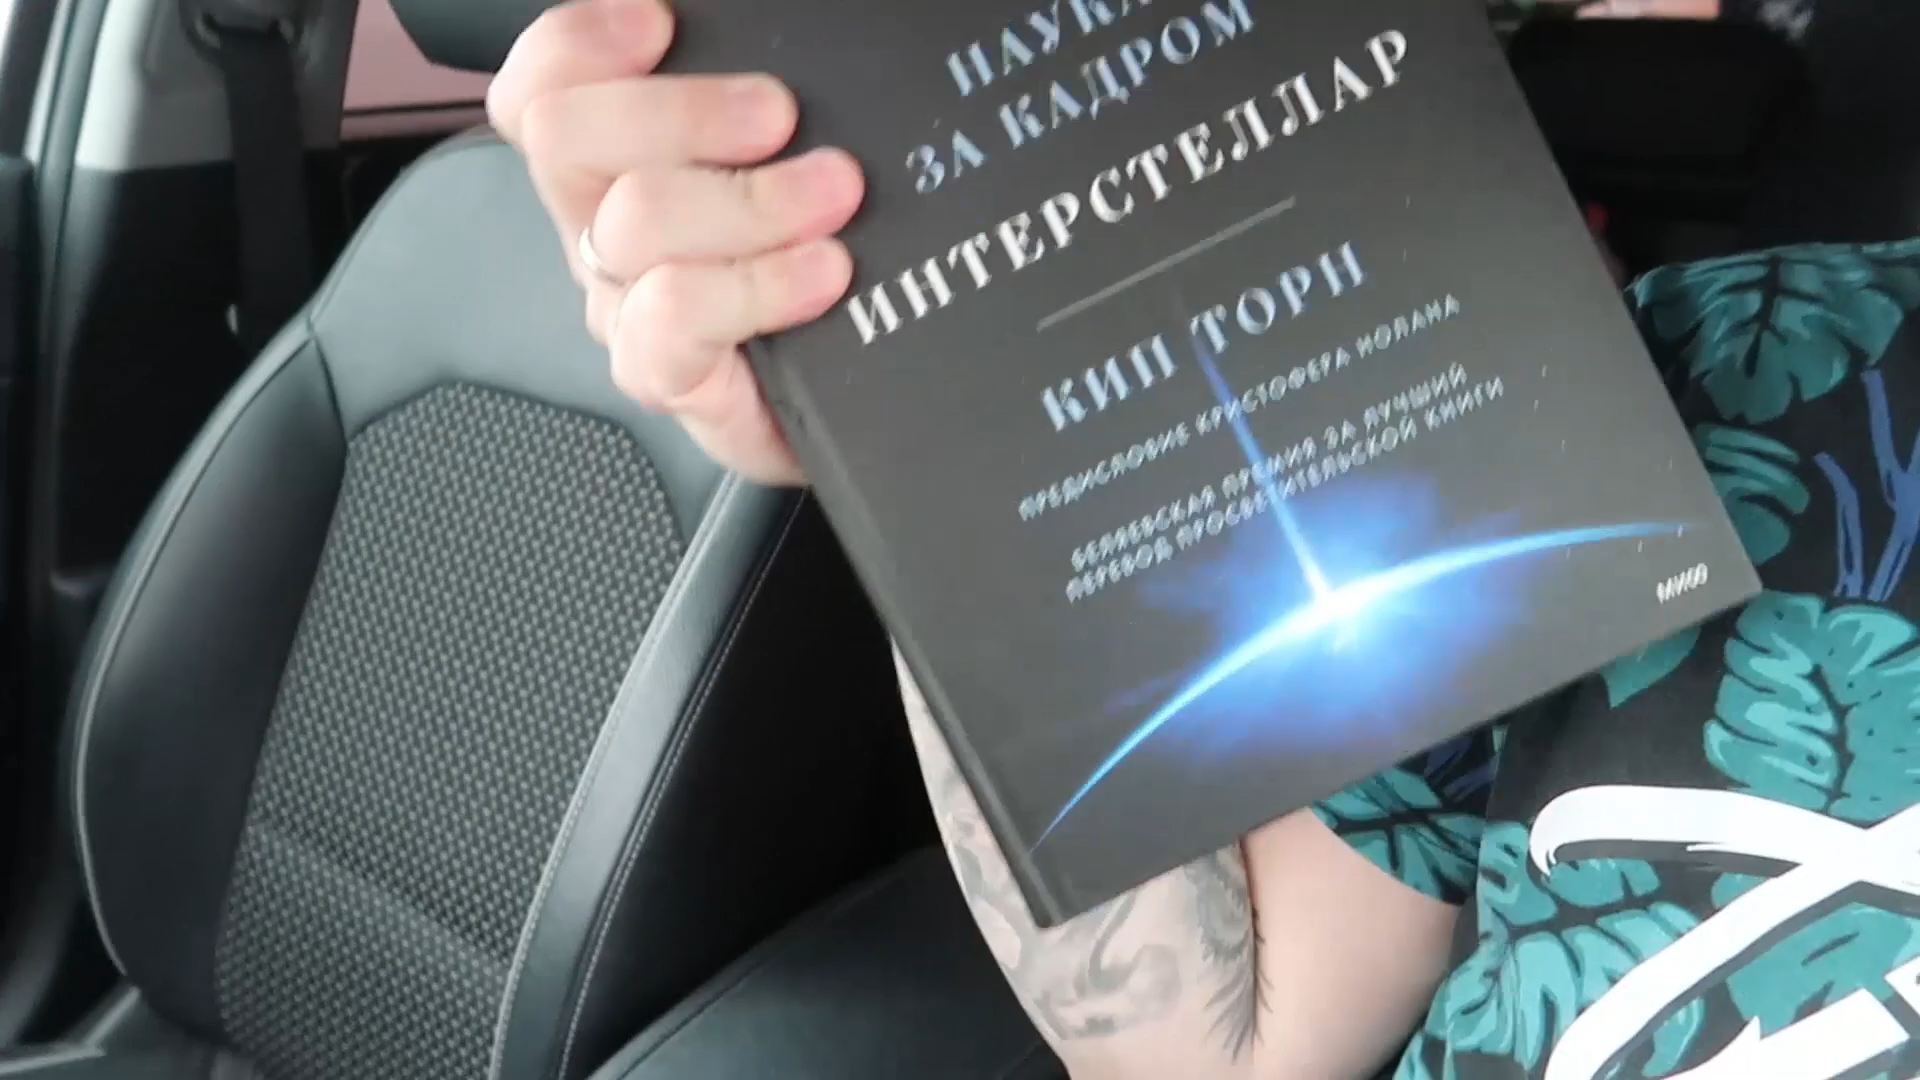 НАУКА
ЗА КАДРОМ
ИНТЕРСТЕЛЛАР
КИП ТОРН
ПРЕДИСЛОВИЕ КРИСТОФЕРА НОЛАНА
БЕЛЯЕВСКАЯ ПРЕМИЯ ЗА ЛУЧШИЙ
ПЕРЕВОД ПРОСВЕТИТЕЛЬСКОЙ КНИГИ
МИФ